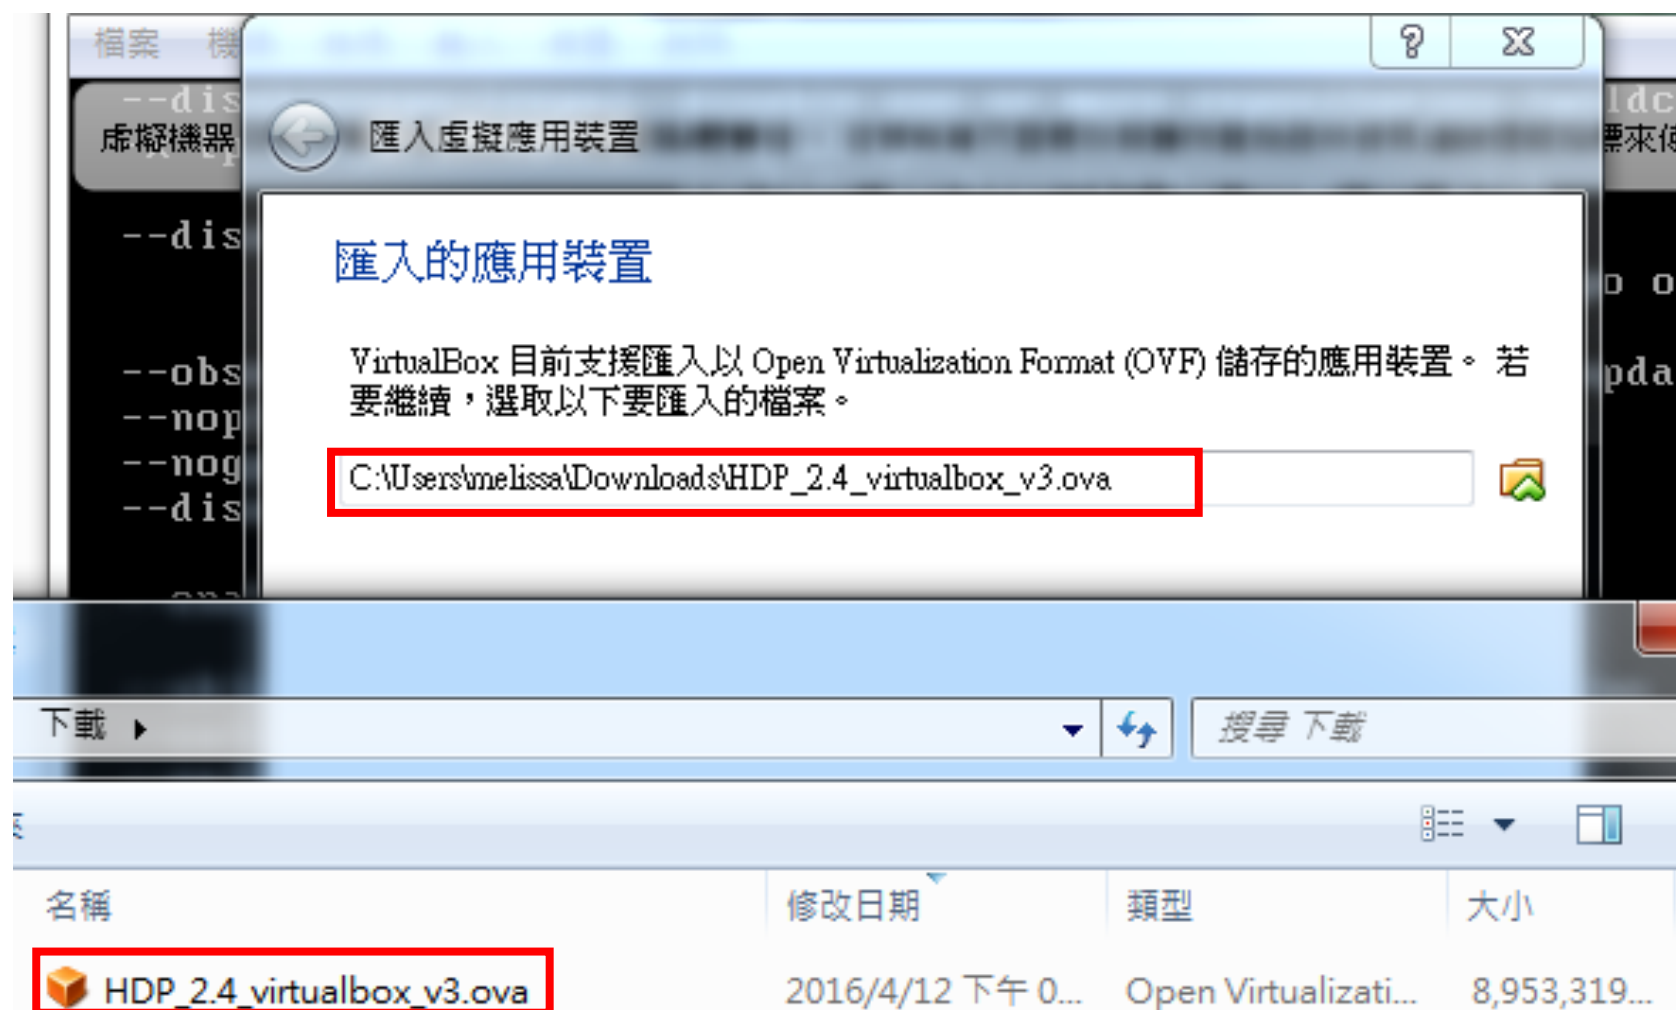 檔案 機
--dis
ldc
虛擬機器
匯入虛擬應用裝置
標來使
--dis
匯入的應用裝置
o o
VirtualBox 目前支援匯入以 Open Virtualization Format (OVF) 儲存的應用裝置。 若
要繼續，選取以下要匯入的檔案。
--obs
pda
--nop
--nog
C:\Users\melissa\Downloads\HDP_2.4_virtualbox_v3.ova
--dis
下載
搜尋 下載
名稱 修改日期 類型 大小
HDP_2.4_virtualbox_v3.ova 2016/4/12 下午 0... Open Virtualizati... 8,953,319...